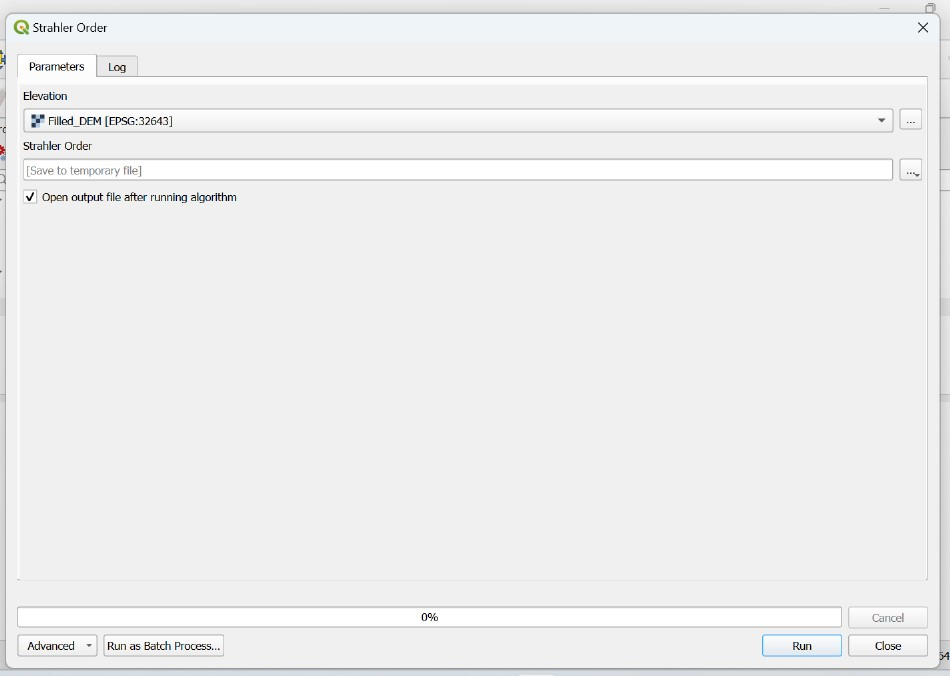 Strahler Order
Parameters Log
Elevation
Filled_DEM [EPSG:32643]
...
Strahler Order
[Save to temporary file]
...
Open output file after running algorithm
0%
Cancel
Advanced Run as Batch Process... Run Close